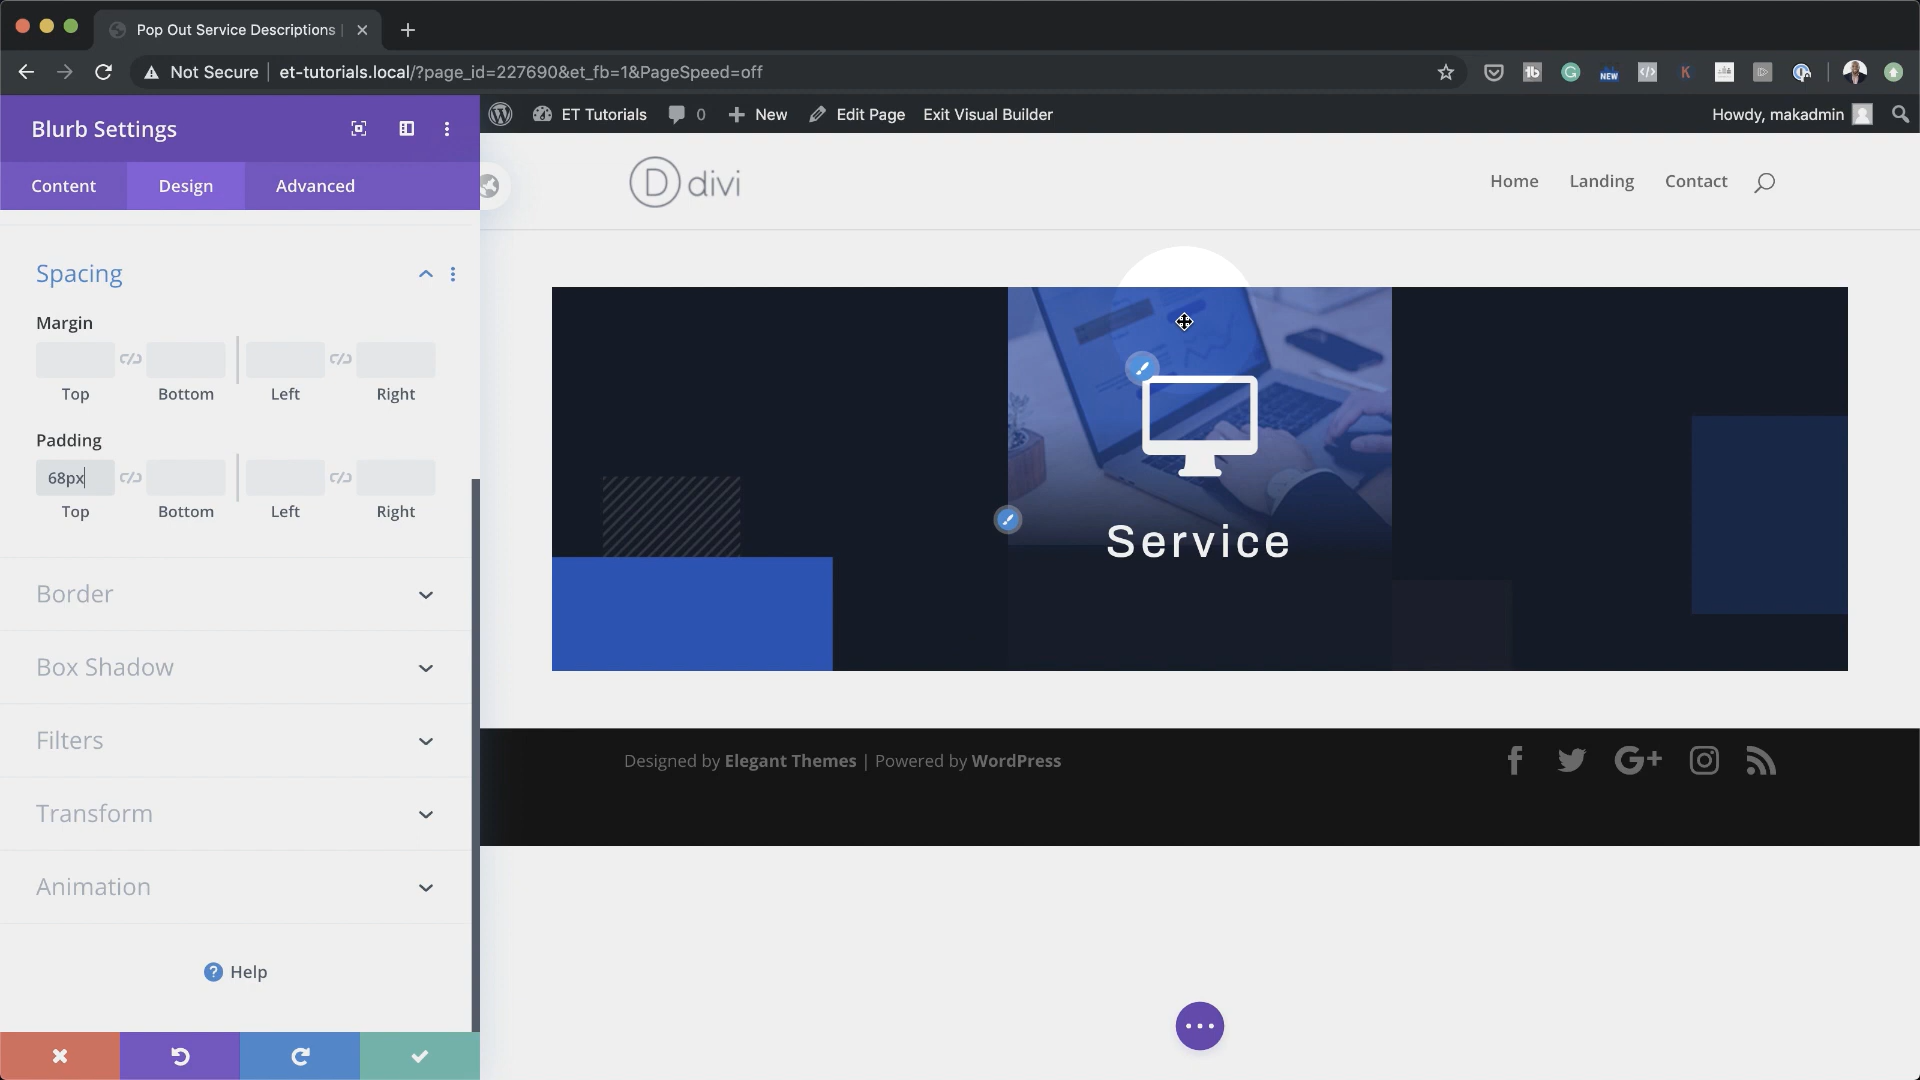 Pop Out Service Descriptions |
Not Secure | et-tutorials.local/?page_id=227690&et_fb=1&PageSpeed=off
NEW
Blurb Settings
ET Tutorials 0 New Edit Page Exit Visual Builder Howdy, makadmin
Content Design Advanced
D divi
Home Landing Contact
Spacing
Margin
Top Bottom Left Right
Padding
68px
Top Bottom Left Right
Service
Border
Box Shadow
Filters
Transform
Animation
Designed by Elegant Themes | Powered by WordPress
Help